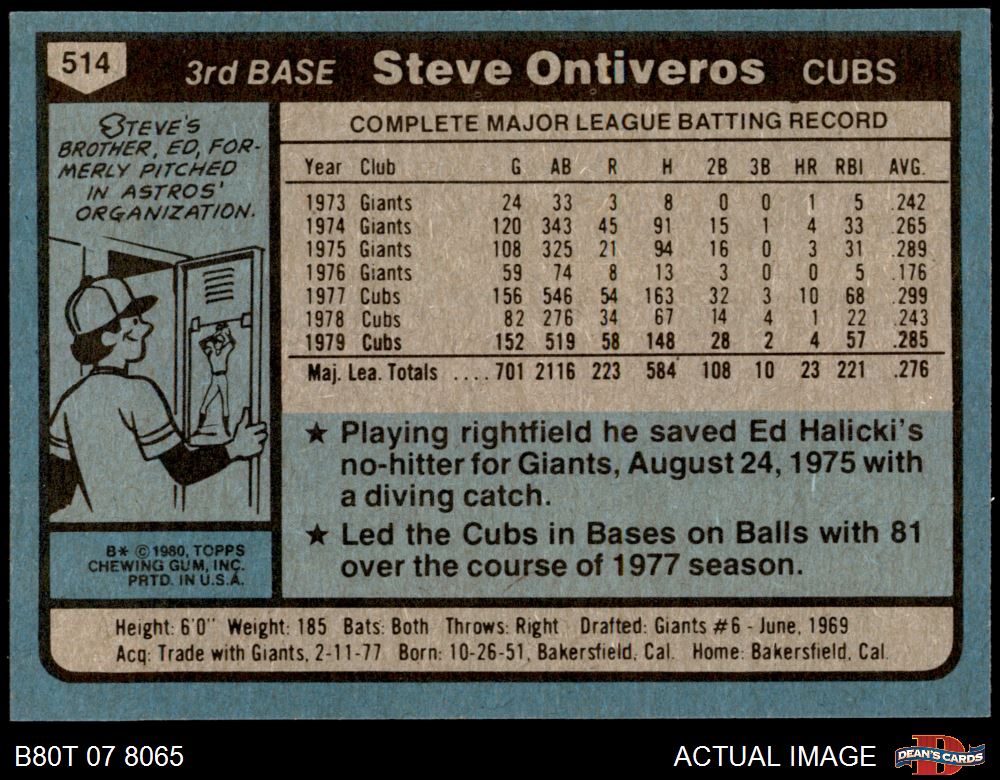 514
3rd BASE Steve Ontiveros CUBS
STEVE'S
BROTHER, ED, FOR-
MERLY PITCHED
IN ASTROS'
ORGANIZATION.
COMPLETE MAJOR LEAGUE BATTING RECORD
Year Club G AB R H 2B 3B HR RBI AVG.
1973 Giants 24 33 3 8 0 0 1 5 .242
1974 Giants 120 343 45 91 15 1 4 33 .265
1975 Giants 108 325 21 94 16 0 3 31 .289
1976 Giants 59 74 8 13 3 0 0 5 .176
1977 Cubs 156 546 54 163 32 3 10 68 .299
1978 Cubs 82 276 34 67 14 4 1 22 .243
1979 Cubs 152 519 58 148 28 2 4 57 .285
Maj. Lea. Totals ....701 2116 223 584 108 10 23 221 .276
★ Playing rightfield he saved Ed Halicki's
no-hitter for Giants, August 24, 1975 with
a diving catch.
★ Led the Cubs in Bases on Balls with 81
over the course of 1977 season.
B* © 1980, TOPPS
CHEWING GUM, INC.
PRTD. IN U.S.A.
Height: 6'0" Weight: 185 Bats: Both Throws: Right Drafted: Giants #6 - June, 1969
Acq: Trade with Giants, 2-11-77 Born: 10-26-51, Bakersfield, Cal. Home: Bakersfield, Cal.
B80T 07 8065
ACTUAL IMAGE
D
DEAN'S CARDS